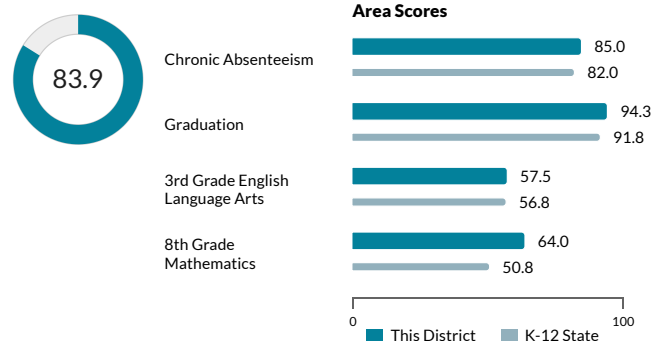 Area Scores
83.9
Chronic Absenteeism
85.0
82.0
Graduation
94.3
91.8
3rd Grade English
Language Arts
57.5
56.8
8th Grade
Mathematics
64.0
50.8
0 100
This District K-12 State